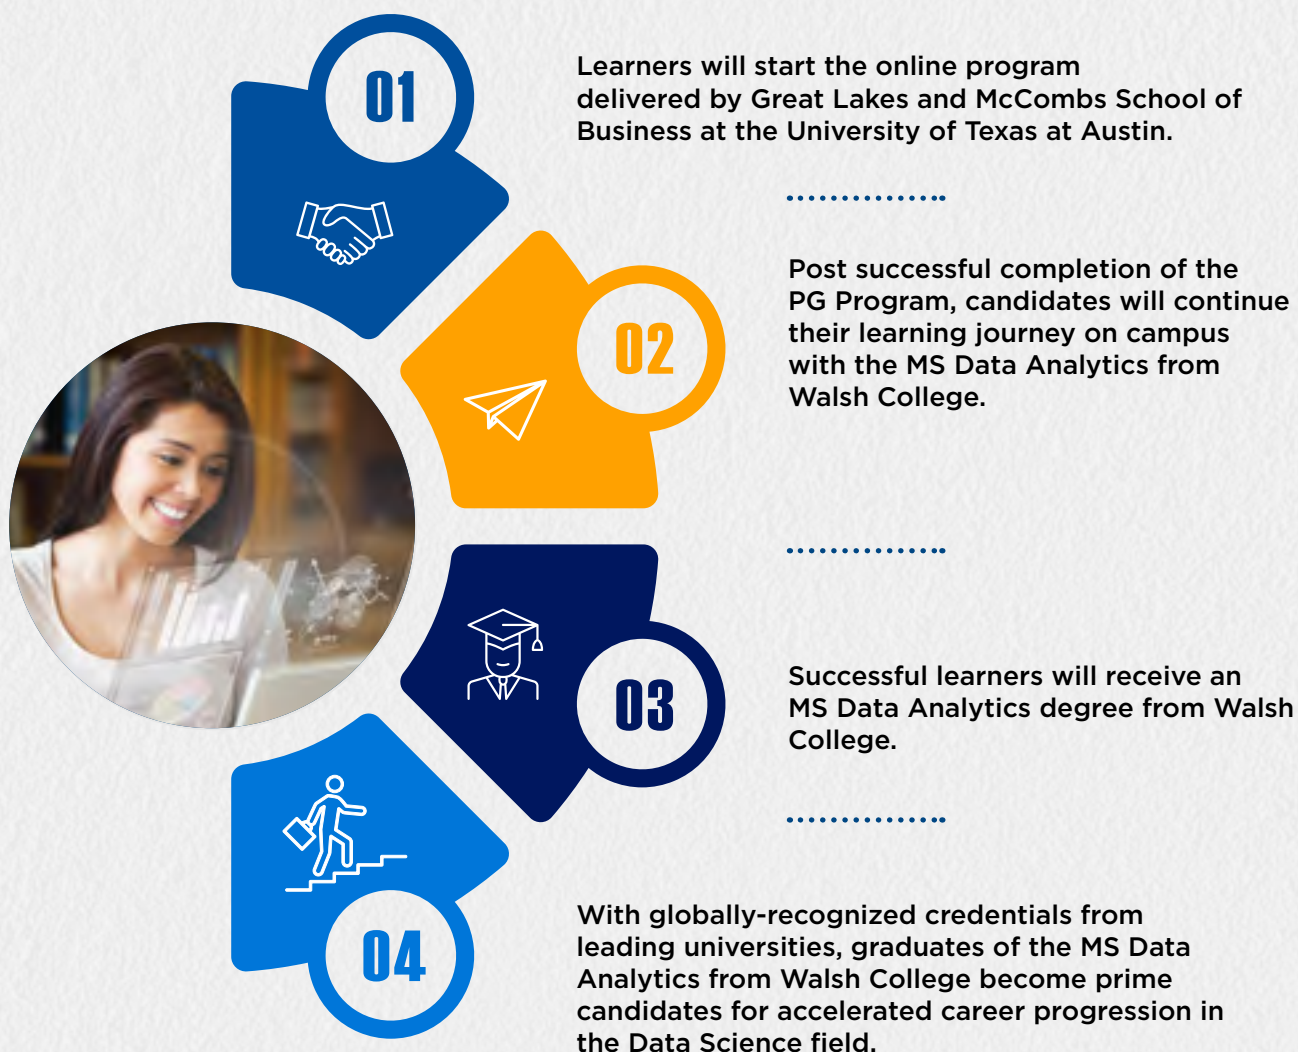 01
Learners will start the online program
delivered by Great Lakes and McCombs School of
Business at the University of Texas at Austin.
02
Post successful completion of the
PG Program, candidates will continue
their learning journey on campus
with the MS Data Analytics from
Walsh College.
03
Successful learners will receive an
MS Data Analytics degree from Walsh
College.
04
With globally-recognized credentials from
leading universities, graduates of the MS Data
Analytics from Walsh College become prime
candidates for accelerated career progression in
the Data Science field.